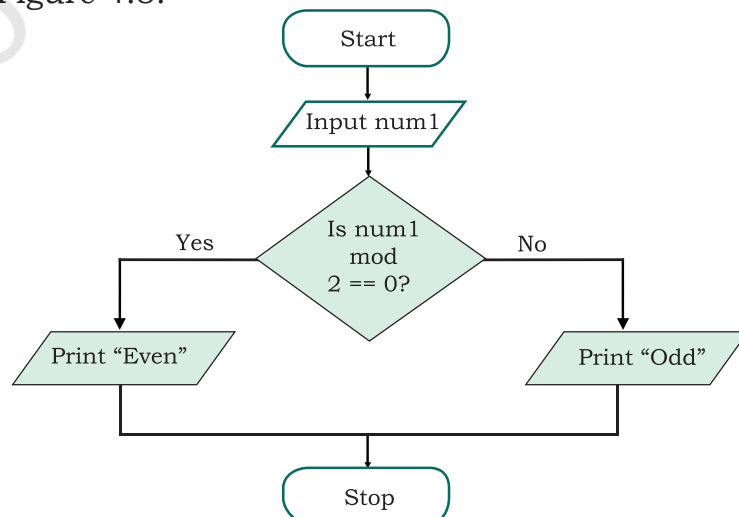 Start
Input num1
Is num1
mod
2 == 0?
Yes
No
Print “Even”
Print “Odd”
Stop